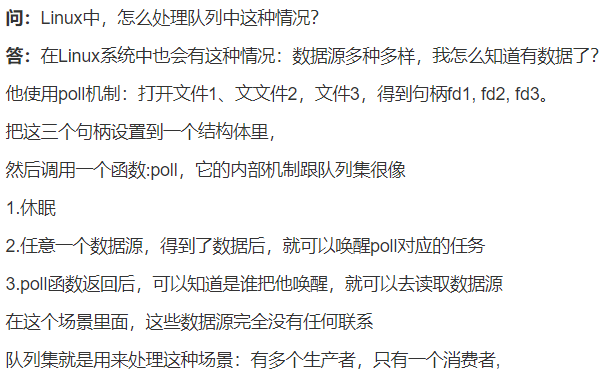 问：Linux中，怎么处理队列中这种情况?
答：在Linux系统中也会有这种情况：数据源多种多样，我怎么知道有数据了?
他使用poll机制：打开文件1、文文件2，文件3，得到句柄fd1, fd2, fd3。
把这三个句柄设置到一个结构体里，
然后调用一个函数:poll，它的内部机制跟队列集很像
1.休眠
2.任意一个数据源，得到了数据后，就可以唤醒poll对应的任务
3.poll函数返回后，可以知道是谁把他唤醒，就可以去读取数据源
在这个场景里面，这些数据源完全没有任何联系
队列集就是用来处理这种场景：有多个生产者，只有一个消费者,